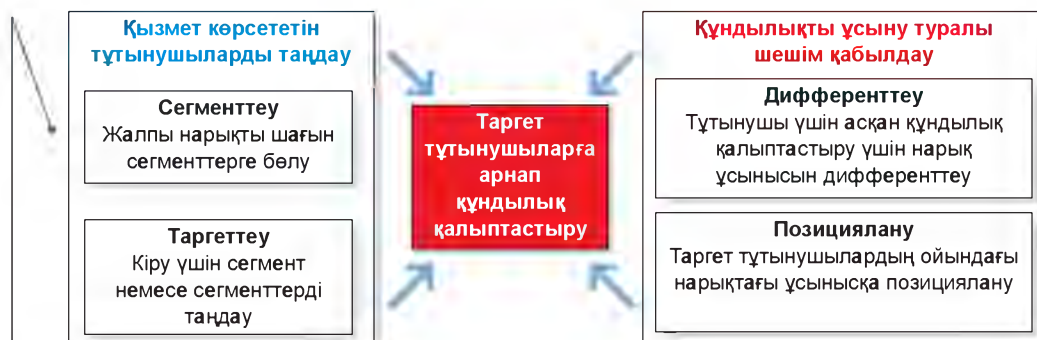 Қызмет көрсететін
тұтынушыларды таңдау
Сегменттеу
Жалпы нарықты шағын
сегменттерге бөлу
Таргеттеу
Кіру үшін сегмент
немесе сегменттерді
таңдау
Таргет
тұтынушыларға
арнап
құндылық
қалыптастыру
Құндылықты ұсыну туралы
шешім қабылдау
Дифференттеу
Тұтынушы үшін асқан құндылық
қалыптастыру үшін нарық
ұсынысын дифференттеу
Позициялану
Таргет тұтынушылардың ойындағы
нарықтағы ұсынысқа позициялану